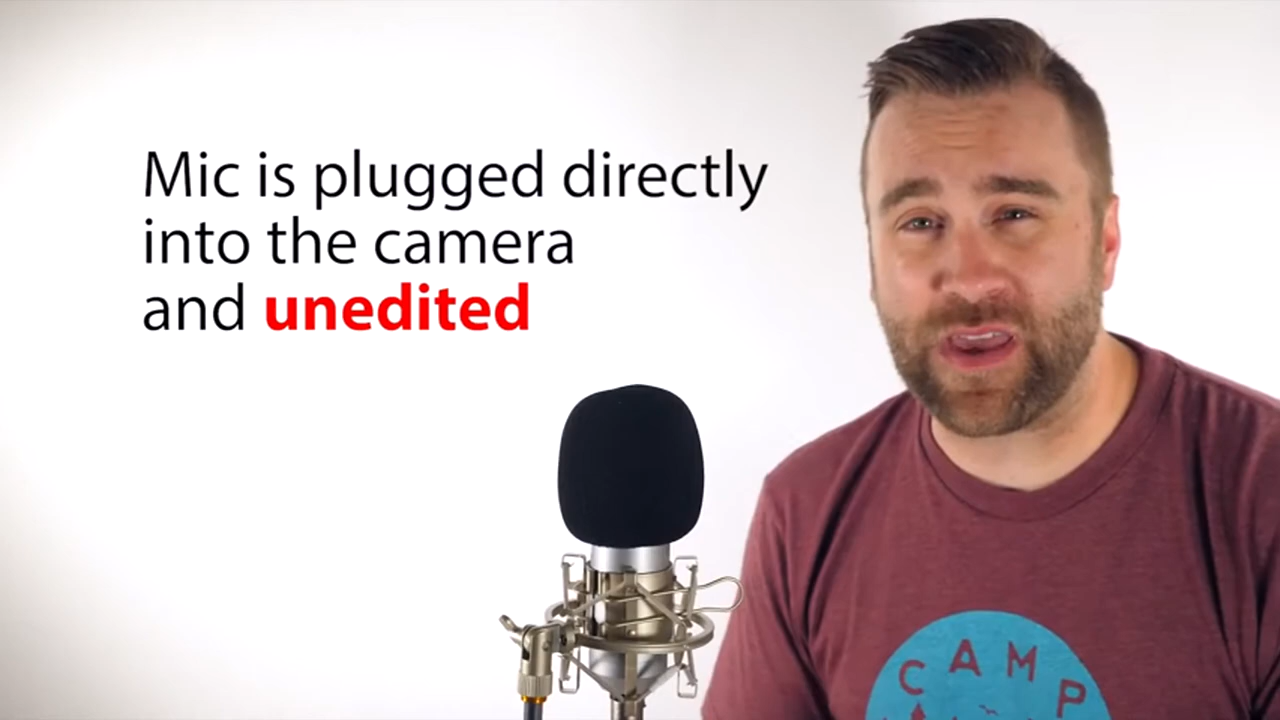 Mic is plugged directly
into the camera
and unedited
CAMP